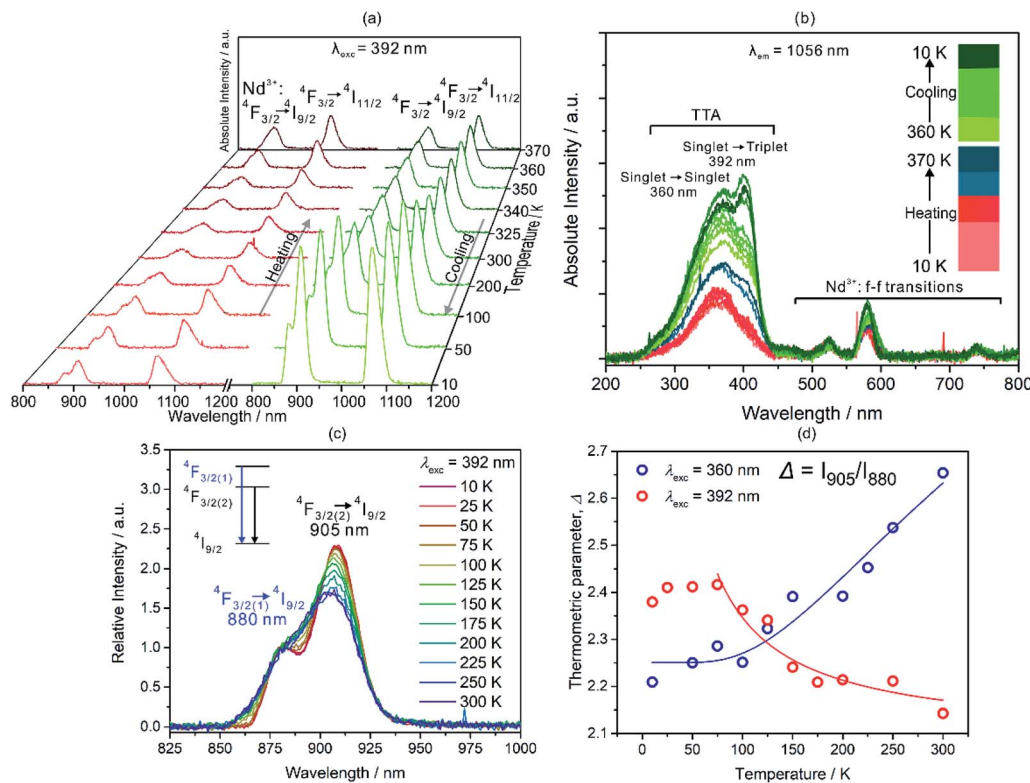 (a)
λexc = 392 nm
Nd³⁺:
⁴F₃/₂→⁴I₉/₂
⁴F₃/₂→⁴I₁₁/₂
⁴F₃/₂→⁴I₉/₂
⁴F₃/₂→⁴I₁₁/₂
Absolute Intensity / a.u.
Heating
Cooling
370
360
350
340
325
300
200
100
50
10
Temperature / K
800 900 1000 1100 1200 800 900 1000 1100 1200
Wavelength / nm Wavelength / nm
(b)
λem = 1056 nm
TTA
Singlet → Triplet
392 nm
Singlet → Singlet
360 nm
10 K
Cooling
360 K
370 K
Heating
10 K
Nd³⁺: f-f transitions
Absolute Intensity / a.u.
200 300 400 500 600 700 800
Wavelength / nm
(c)
λexc = 392 nm
10 K
25 K
50 K
75 K
100 K
125 K
150 K
175 K
200 K
225 K
250 K
300 K
⁴F₃/₂(1)
⁴F₃/₂(2)
⁴I₉/₂
⁴F₃/₂(2)→⁴I₉/₂
905 nm
⁴F₃/₂(1)→⁴I₉/₂
880 nm
Relative Intensity / a.u.
3.5
3.0
2.5
2.0
1.5
1.0
0.5
0.0
825 850 875 900 925 950 975 1000
Wavelength / nm
(d)
λexc = 360 nm
λexc = 392 nm
Δ = I₉₀₅/I₈₈₀
Thermometric parameter, Δ
2.7
2.6
2.5
2.4
2.3
2.2
2.1
0 50 100 150 200 250 300
Temperature / K